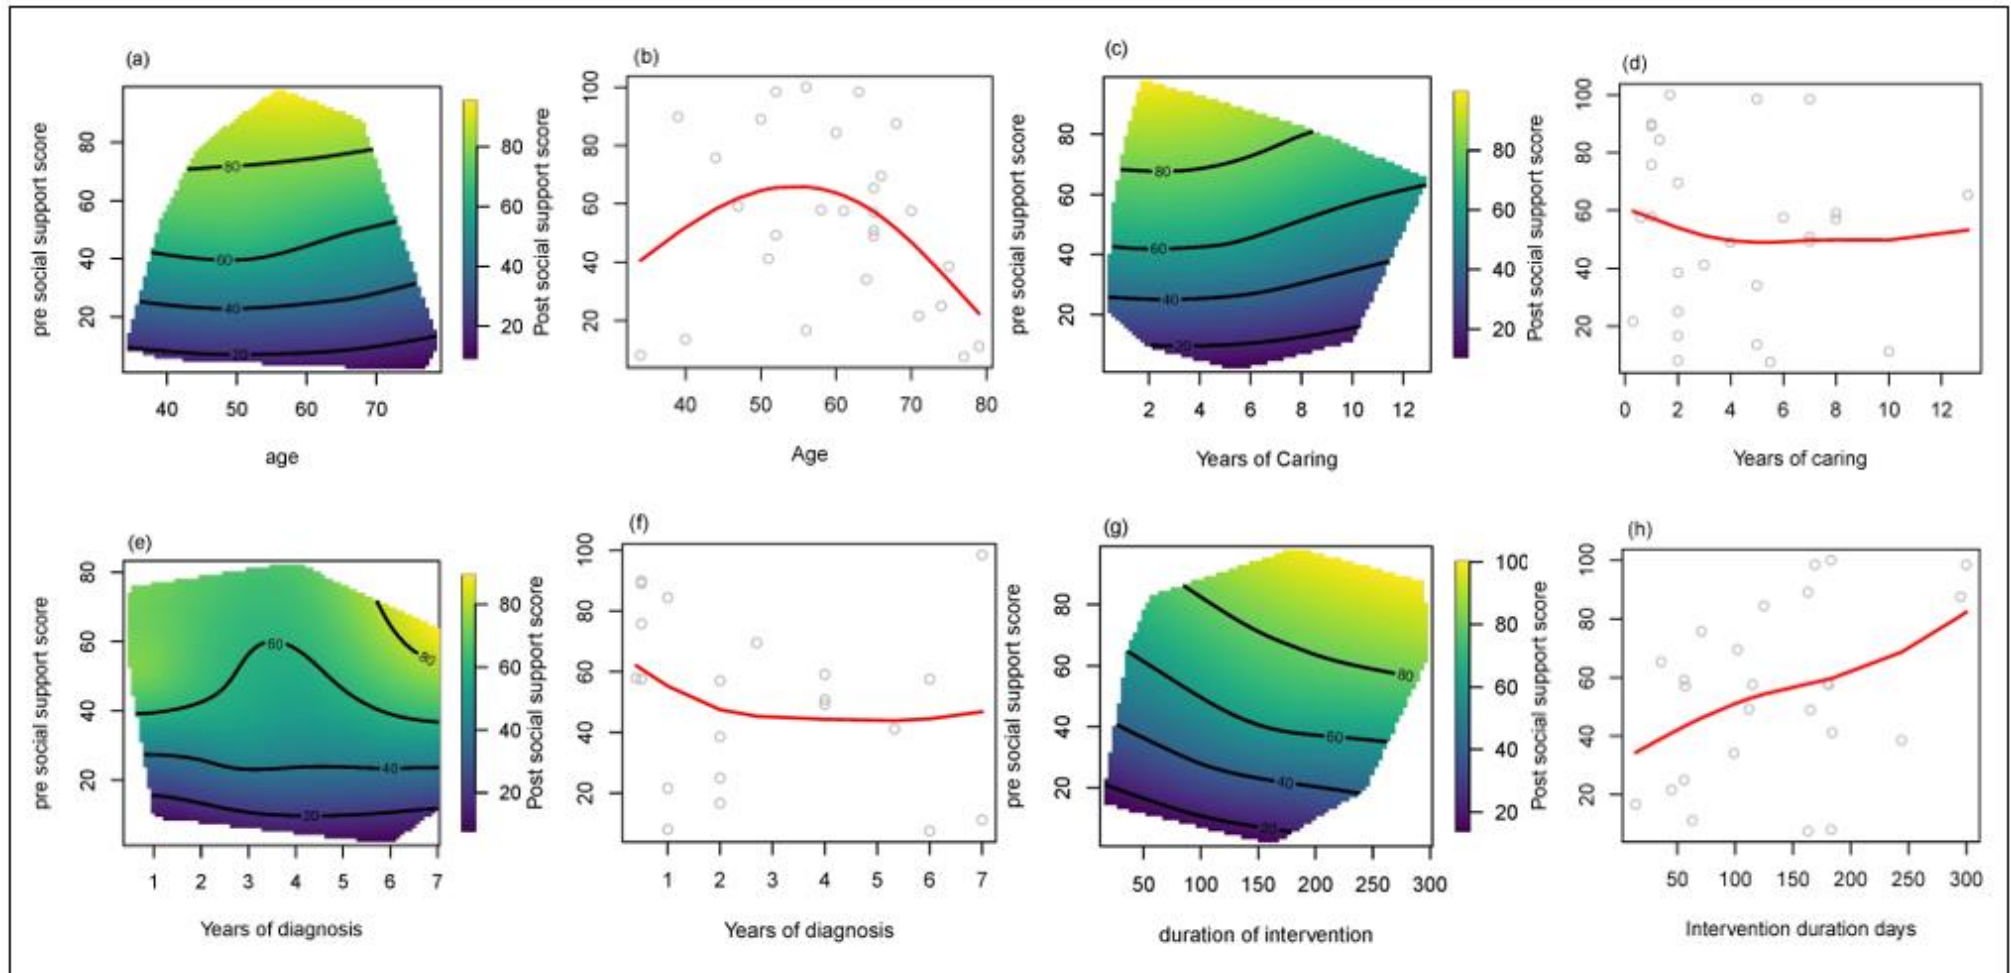 (a)
pre social support score
80
60
40
20
40 50 60 70
age
80
60
40
20
80
60
40
20
Post social support score
(b)
100
80
60
40
20
40 50 60 70 80
Age
(c)
pre social support score
80
60
40
20
2 4 6 8 10 12
Years of Caring
80
60
40
20
80
60
40
20
Post social support score
(d)
100
80
60
40
20
0 2 4 6 8 10 12
Years of caring
(e)
pre social support score
80
60
40
20
1 2 3 4 5 6 7
Years of diagnosis
60
80
40
20
80
60
40
20
Post social support score
(f)
100
80
60
40
20
1 2 3 4 5 6 7
Years of diagnosis
(g)
pre social support score
80
60
40
20
50 100 150 200 250 300
duration of intervention
80
60
40
20
100
80
60
40
20
Post social support score
(h)
100
80
60
40
20
50 100 150 200 250 300
Intervention duration days